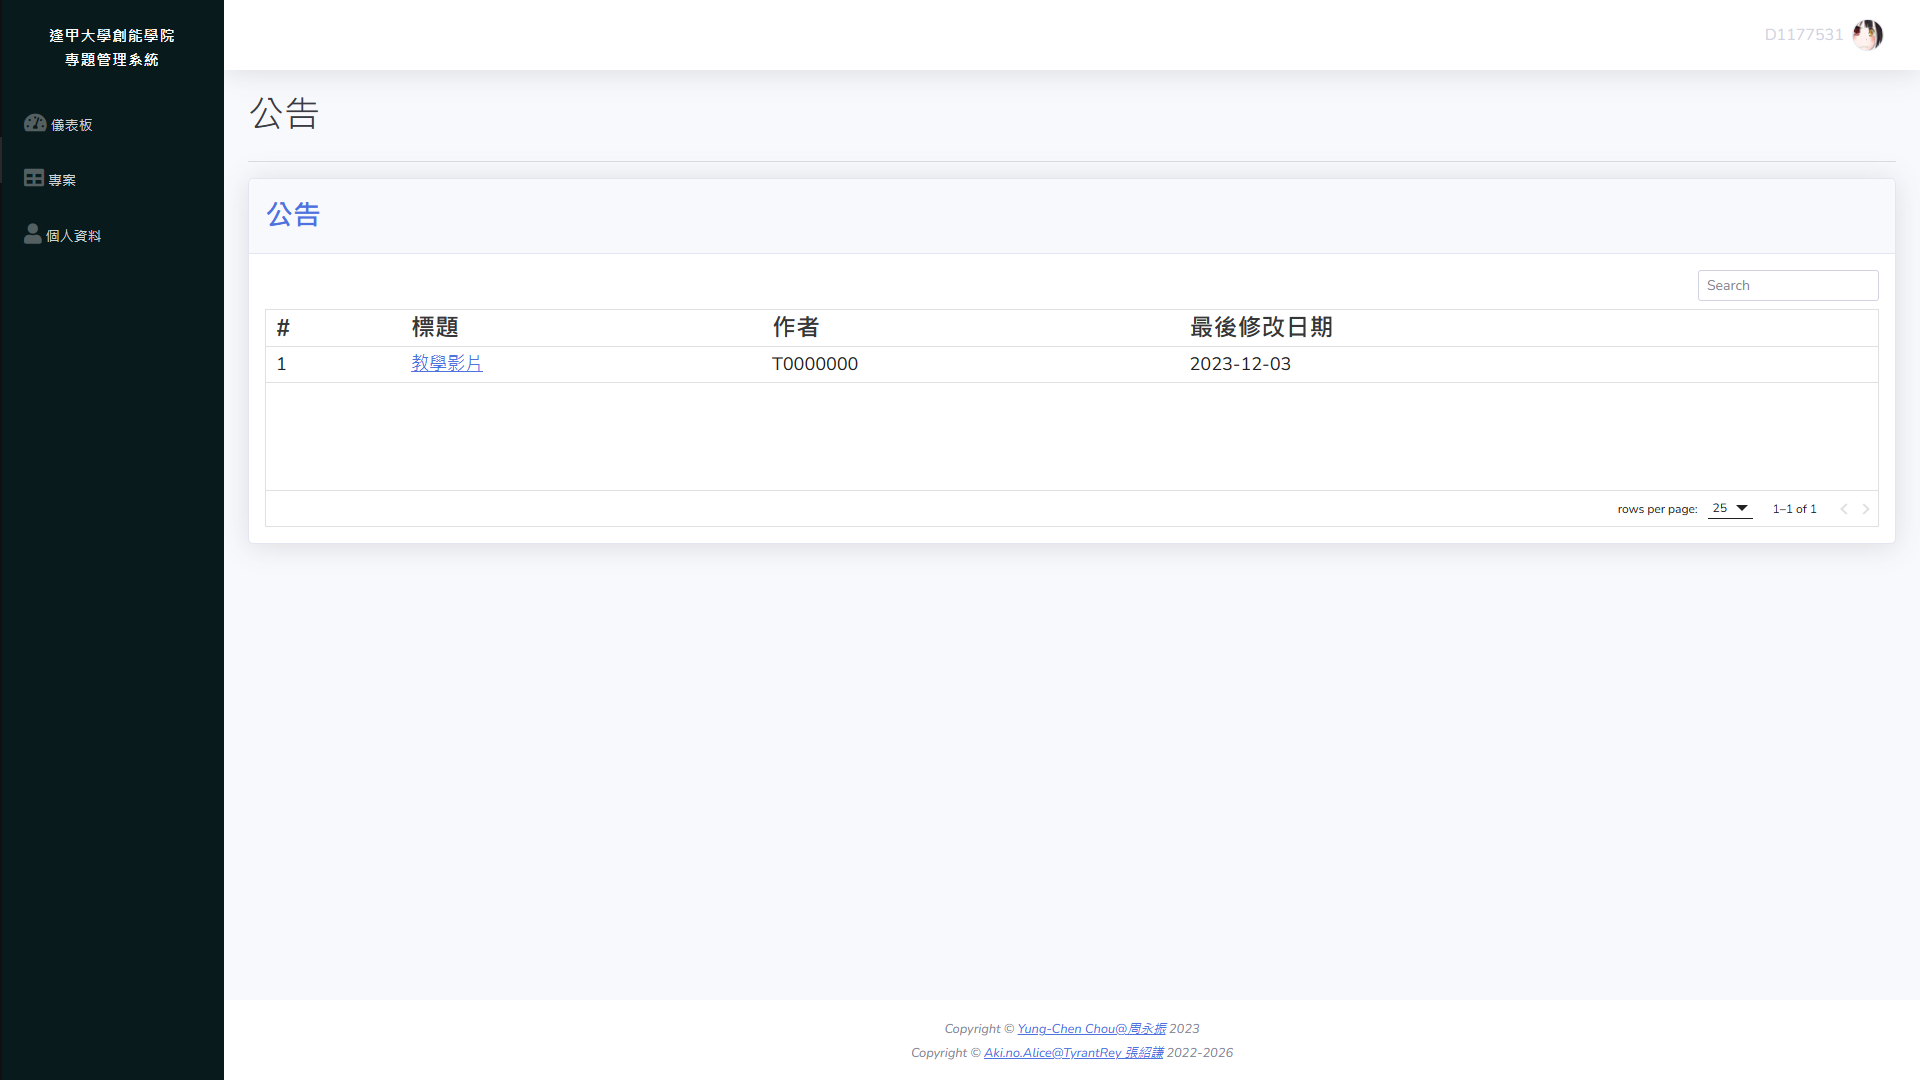 逢甲大學創能學院
專題管理系統
儀表板
專案
個人資料
D1177531
公告
公告
Search
# 標題 作者 最後修改日期
1 教學影片 T0000000 2023-12-03
rows per page: 25 1–1 of 1
Copyright © Yung-Chen Chou@周永振 2023
Copyright © Aki.no.Alice@TyrantRey 張紹謙 2022-2026